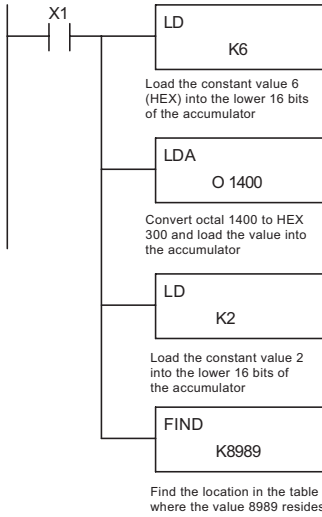 X1
LD
K6
Load the constant value 6
(HEX) into the lower 16 bits
of the accumulator
LDA
O 1400
Convert octal 1400 to HEX
300 and load the value into
the accumulator
LD
K2
Load the constant value 2
into the lower 16 bits of
the accumulator
FIND
K8989
Find the location in the table
where the value 8989 resides